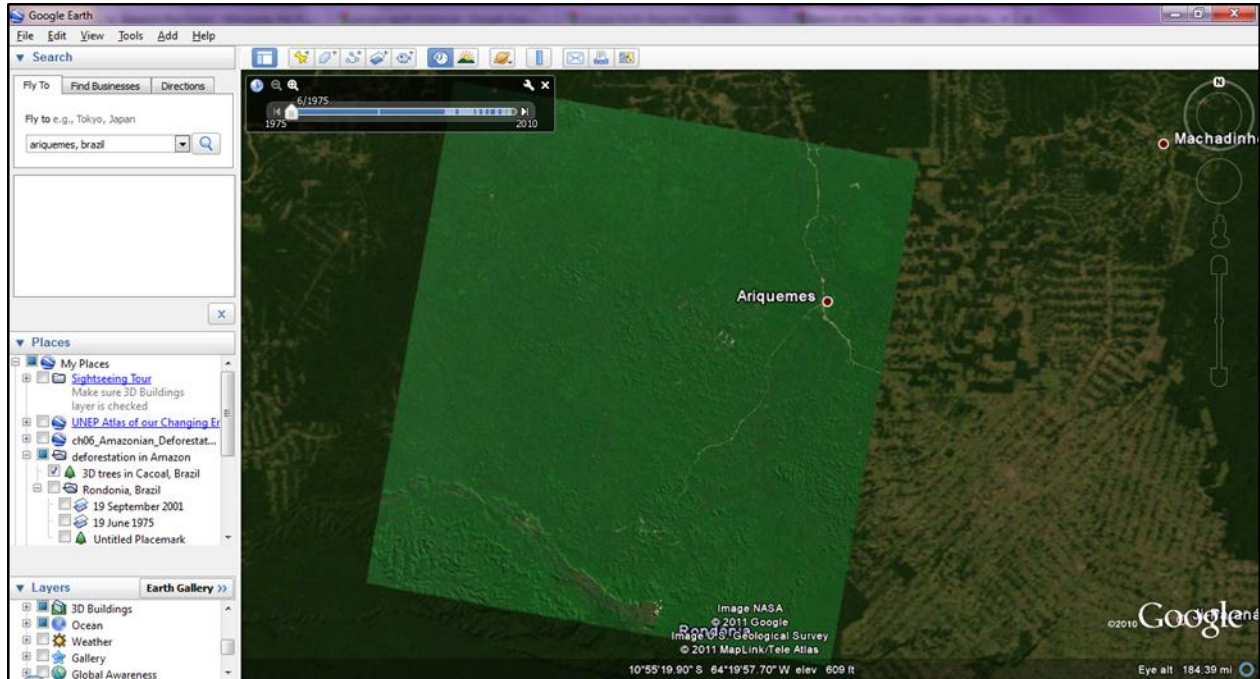 Google Earth
File Edit View Tools Add Help
Search
Fly To Find Businesses Directions
Fly to e.g., Tokyo, Japan
ariquemes, brazil
Places
My Places
Sightseeing Tour
Make sure 3D Buildings
layer is checked
UNEP Atlas of our Changing Er
ch06_Amazonian_Deforestat...
deforestation in Amazon
3D trees in Cacoal, Brazil
Rondonia, Brazil
19 September 2001
19 June 1975
Untitled Placemark
Layers Earth Gallery >>
3D Buildings
Ocean
Weather
Gallery
Global Awareness
6/1975
1975 2010
N
Machadinh
Ariquemes
Image NASA
© 2011 Google
Rondônia
Image U.S. Geological Survey
© 2011 MapLink/Tele Atlas
©2010 Google
10°55'19.90" S 64°19'57.70" W elev 609 ft
Eye alt 184.39 mi